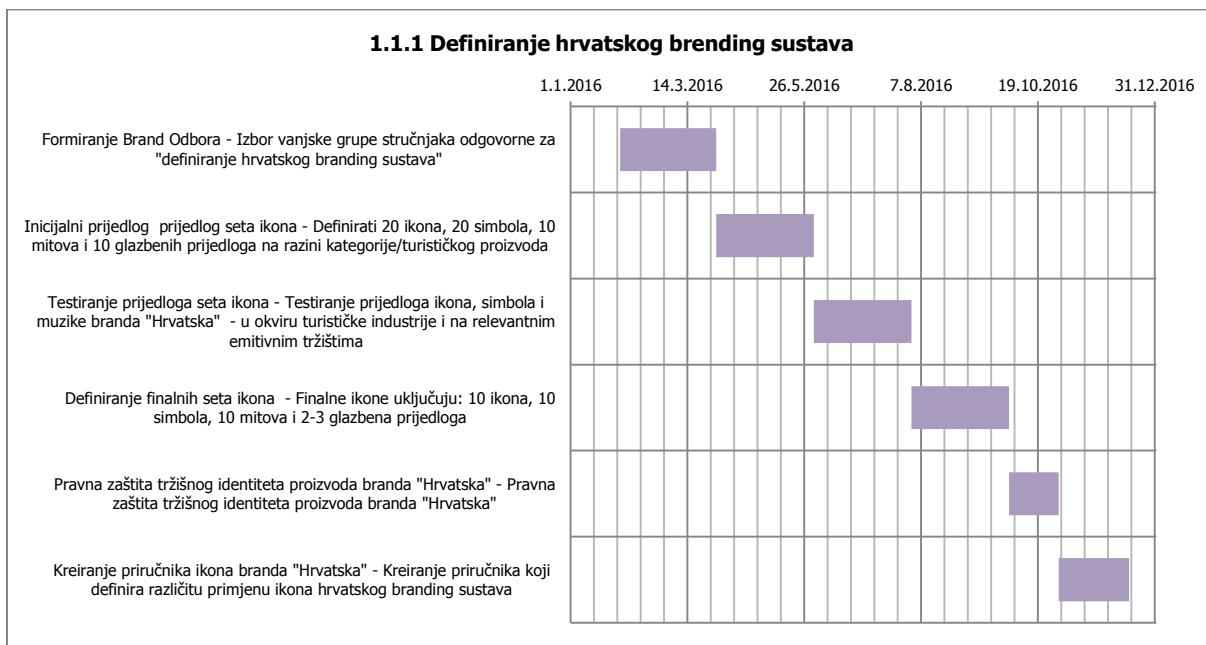 1.1.1 Definiranje hrvatskog brending sustava
1.1.2016 14.3.2016 26.5.2016 7.8.2016 19.10.2016 31.12.2016
Formiranje Brand Odbora - Izbor vanjske grupe stručnjaka odgovorne za
"definiranje hrvatskog branding sustava"
Inicijalni prijedlog prijedlog seta ikona - Definirati 20 ikona, 20 simbola, 10
mitova i 10 glazbenih prijedloga na razini kategorije/turističkog proizvoda
Testiranje prijedloga seta ikona - Testiranje prijedloga ikona, simbola i
muzike branda "Hrvatska" - u okviru turističke industrije i na relevantnim
emitivnim tržištima
Definiranje finalnih seta ikona - Finalne ikone uključuju: 10 ikona, 10
simbola, 10 mitova i 2-3 glazbena prijedloga
Pravna zaštita tržišnog identiteta proizvoda branda "Hrvatska" - Pravna
zaštita tržišnog identiteta proizvoda branda "Hrvatska"
Kreiranje priručnika ikona branda "Hrvatska" - Kreiranje priručnika koji
definira različitu primjenu ikona hrvatskog branding sustava